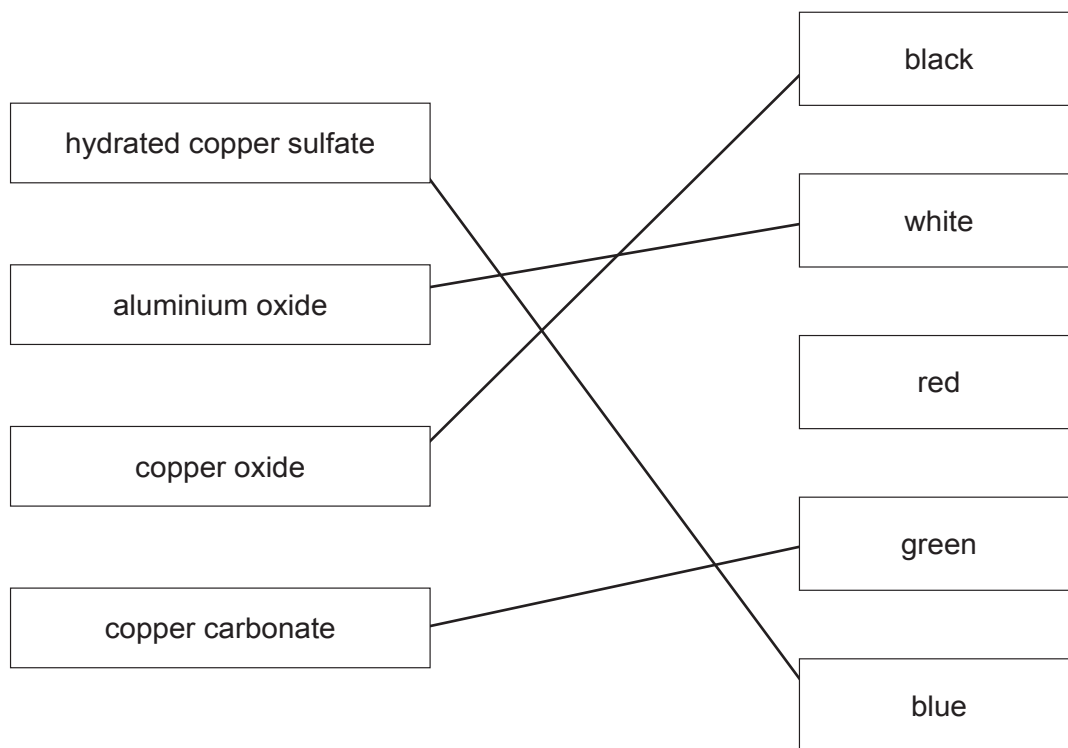 hydrated copper sulfate
aluminium oxide
copper oxide
copper carbonate
black
white
red
green
blue